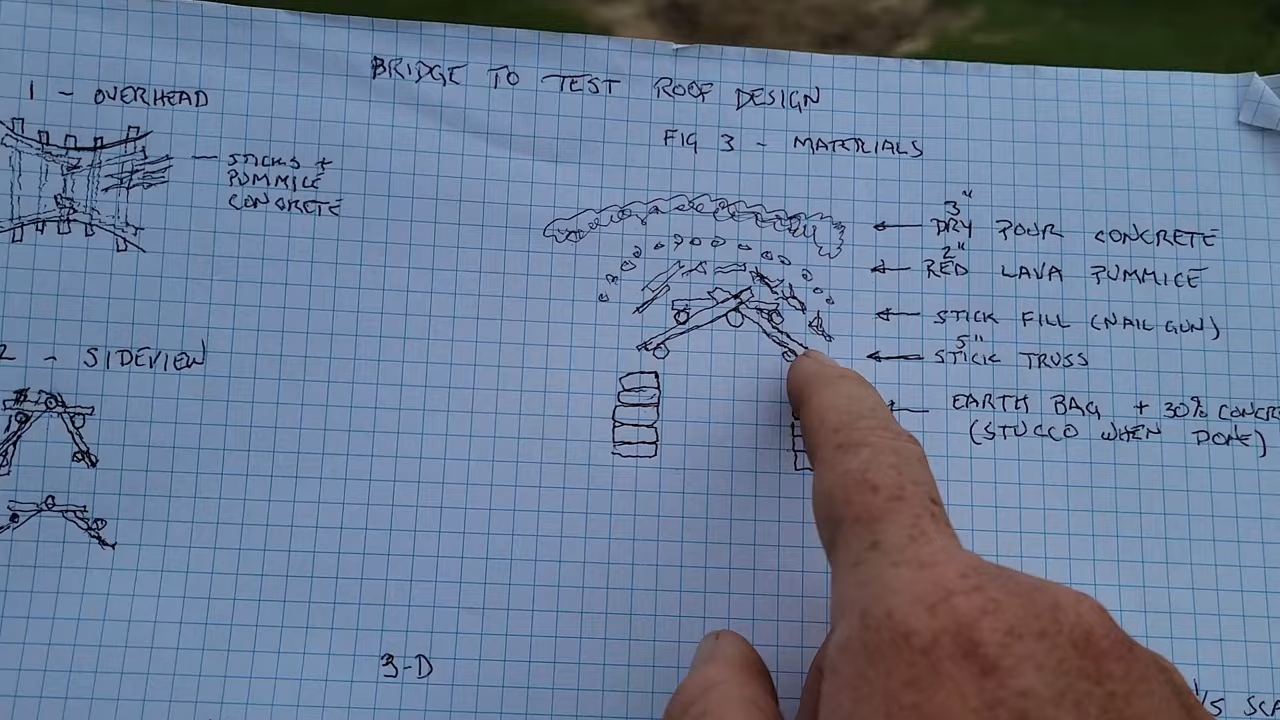 BRIDGE TO TEST ROOF DESIGN
1 - OVERHEAD
STICKS +
PUMMICE
CONCRETE
FIG 3 - MATERIALS
3"
DRY POUR CONCRETE
2"
RED LAVA PUMMICE
STICK FILL (NAIL GUN)
5"
STICK TRUSS
EARTH BAG + 30% CONCR
(STUCCO WHEN DONE)
2 - SIDEVIEW
3-D